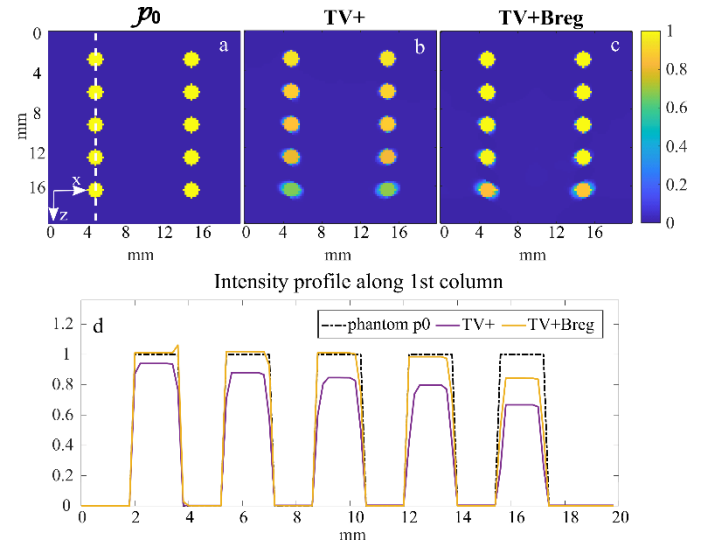 𝓅0 TV+ TV+Breg
0 a b c 1
4 0.8
8 0.6
mm
12 0.4
16 x 0.2
z 0
0 4 8 12 16 0 4 8 12 16 0 4 8 12 16
mm mm mm
Intensity profile along 1st column
d phantom p0 TV+ TV+Breg
1.2
1
0.8
0.6
0.4
0.2
0
0 2 4 6 8 10 12 14 16 18 20
mm